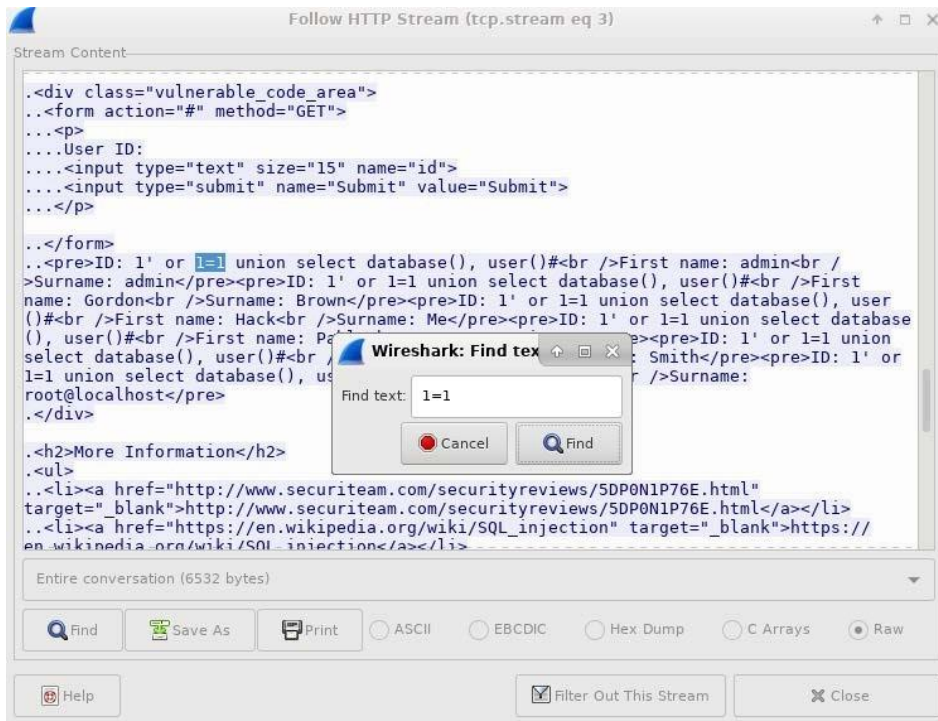 Follow HTTP Stream (tcp.stream eq 3)
Stream Content
.<div class="vulnerable_code_area">
..<form action="#" method="GET">
...<p>
....User ID:
....<input type="text" size="15" name="id">
....<input type="submit" name="Submit" value="Submit">
...</p>
..</form>
..<pre>ID: 1' or 1=1 union select database(), user()#<br /
>Surname: admin</pre><pre>ID: 1' or 1=1 union select database(), user()#<br />First
name: Gordon<br />Surname: Brown</pre><pre>ID: 1' or 1=1 union select database(), user
()#<br />First name: Hack<br />Surname: Me</pre><pre>ID: 1' or 1=1 union select database
(), user()#<br />First name: ><pre>ID: 1' or 1=1 union
select database(), user()#<br / : Smith</pre><pre>ID: 1' or
1=1 union select database(), us r />Surname:
root@localhost</pre>
.</div>
Wireshark: Find tex
Find text: 1=1
Cancel Find
.<h2>More Information</h2>
.<ul>
..<li><a href="http://www.securiteam.com/securityreviews/5DP0N1P76E.html"
target="_blank">http://www.securiteam.com/securityreviews/5DP0N1P76E.html</a></li>
..<li><a href="https://en.wikipedia.org/wiki/SQL_injection" target="_blank">https://
en.wikipedia.org/wiki/SQL_injection</a></li>
Entire conversation (6532 bytes)
Find Save As Print ASCII EBCDIC Hex Dump C Arrays Raw
Help Filter Out This Stream Close